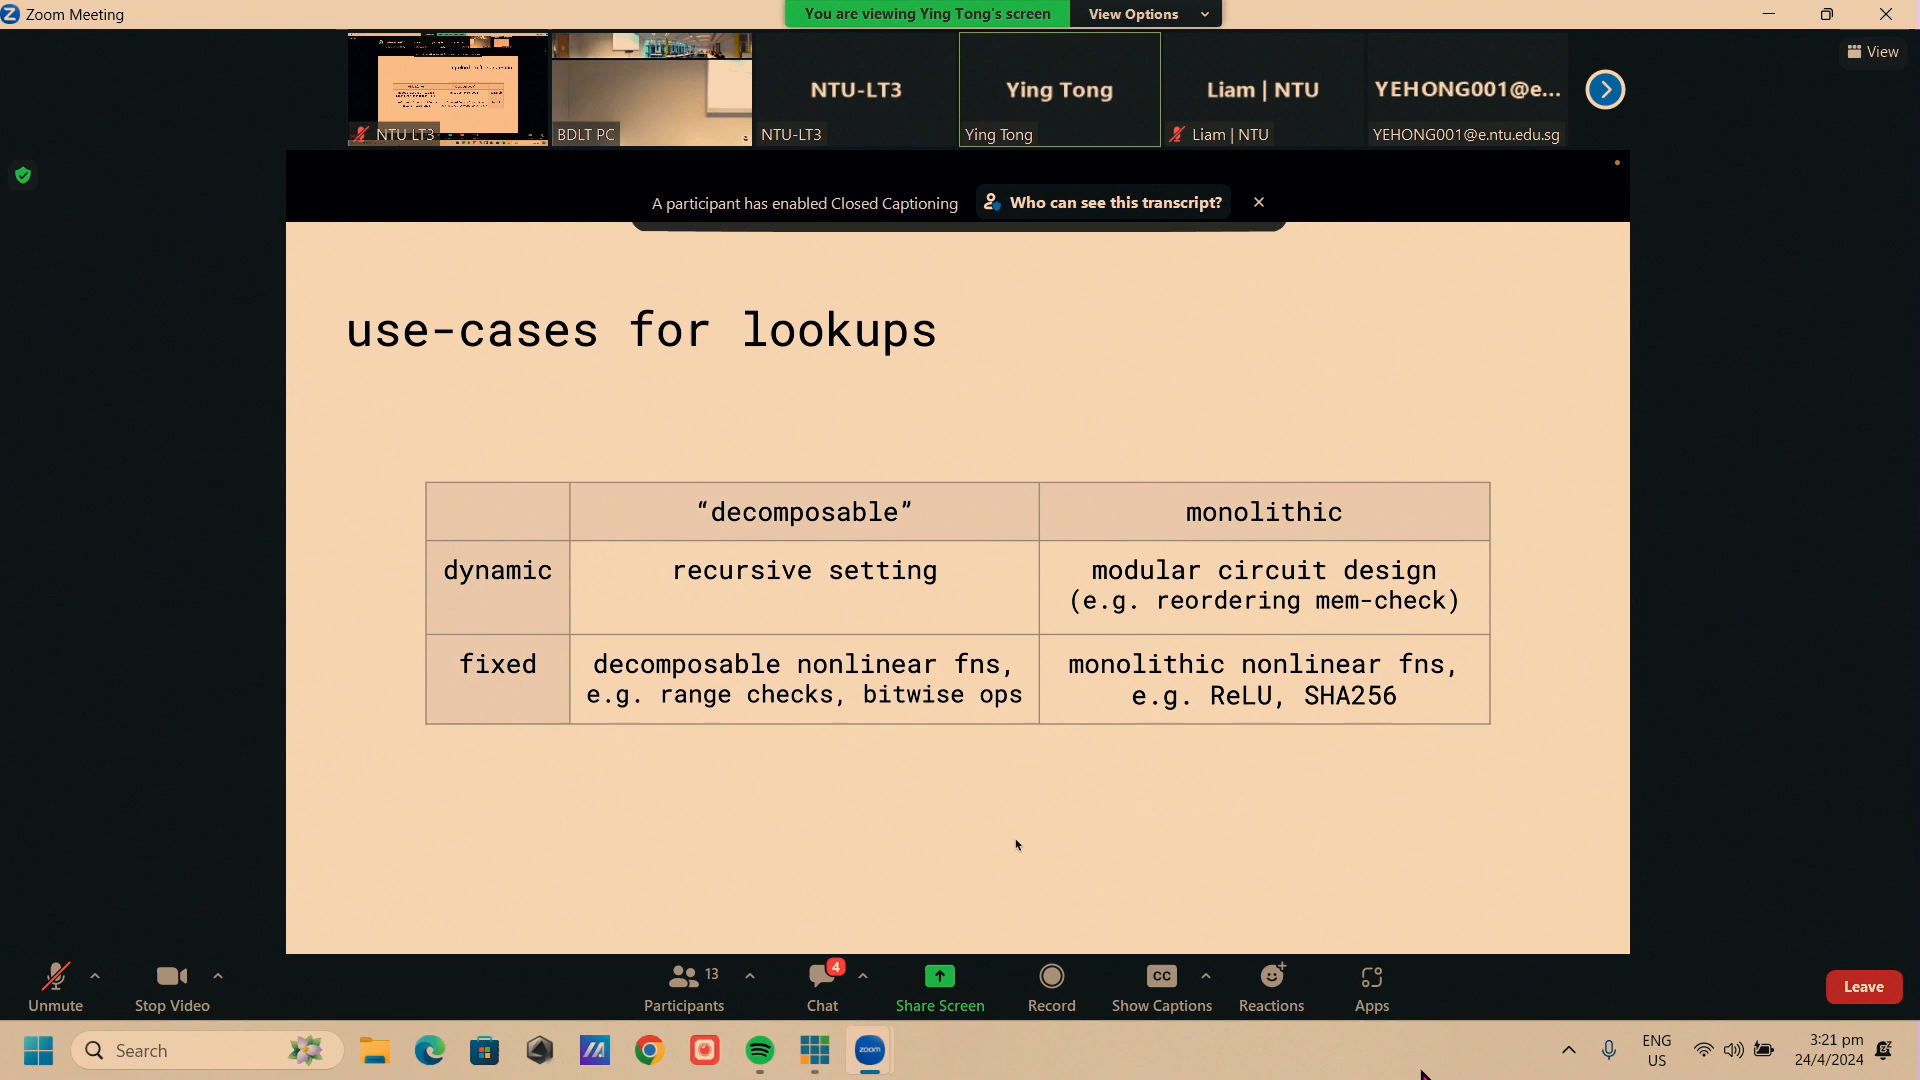 Zoom Meeting
You are viewing Ying Tong's screen
View Options
View
NTU LT3
BDLT PC
NTU-LT3
NTU-LT3
Ying Tong
Ying Tong
Liam | NTU
Liam | NTU
YEHONG001@e...
YEHONG001@e.ntu.edu.sg
A participant has enabled Closed Captioning
Who can see this transcript?
use-cases for lookups
“decomposable”
monolithic
dynamic
recursive setting
modular circuit design
(e.g. reordering mem-check)
fixed
decomposable nonlinear fns,
e.g. range checks, bitwise ops
monolithic nonlinear fns,
e.g. ReLU, SHA256
Unmute
Stop Video
13
Participants
4
Chat
Share Screen
Record
CC
Show Captions
Reactions
Apps
Leave
Search
zoom
ENG
US
3:21 pm
24/4/2024